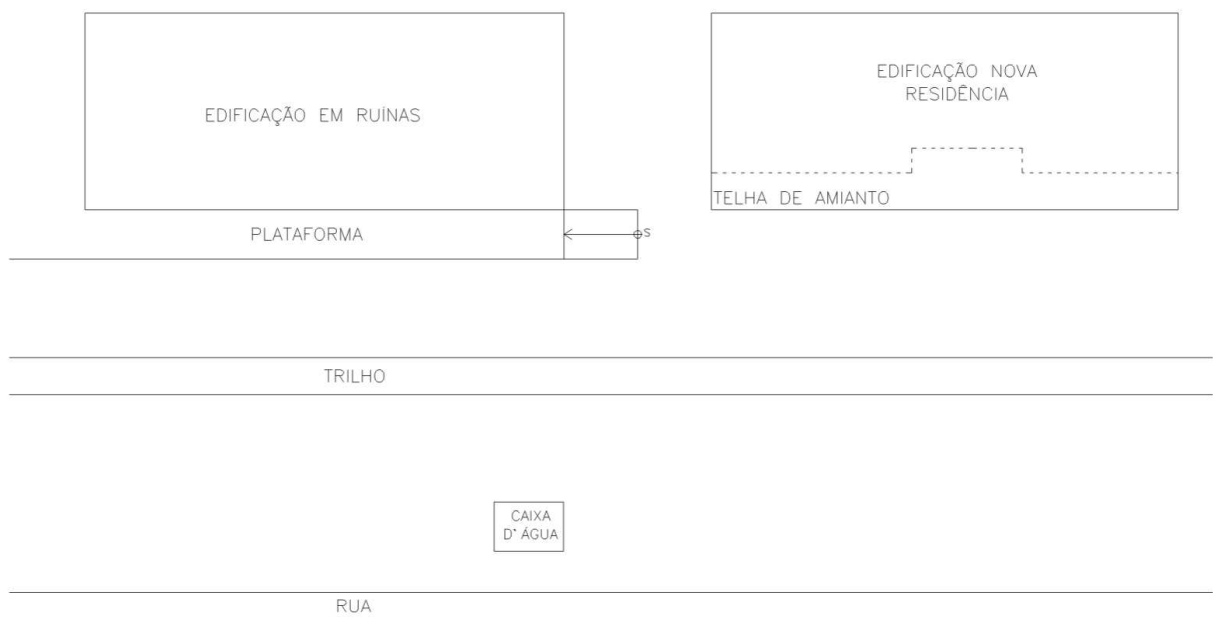 EDIFICAÇÃO NOVA
RESIDÊNCIA
EDIFICAÇÃO EM RUÍNAS
TELHA DE AMIANTO
PLATAFORMA
S
TRILHO
CAIXA
D' ÁGUA
RUA